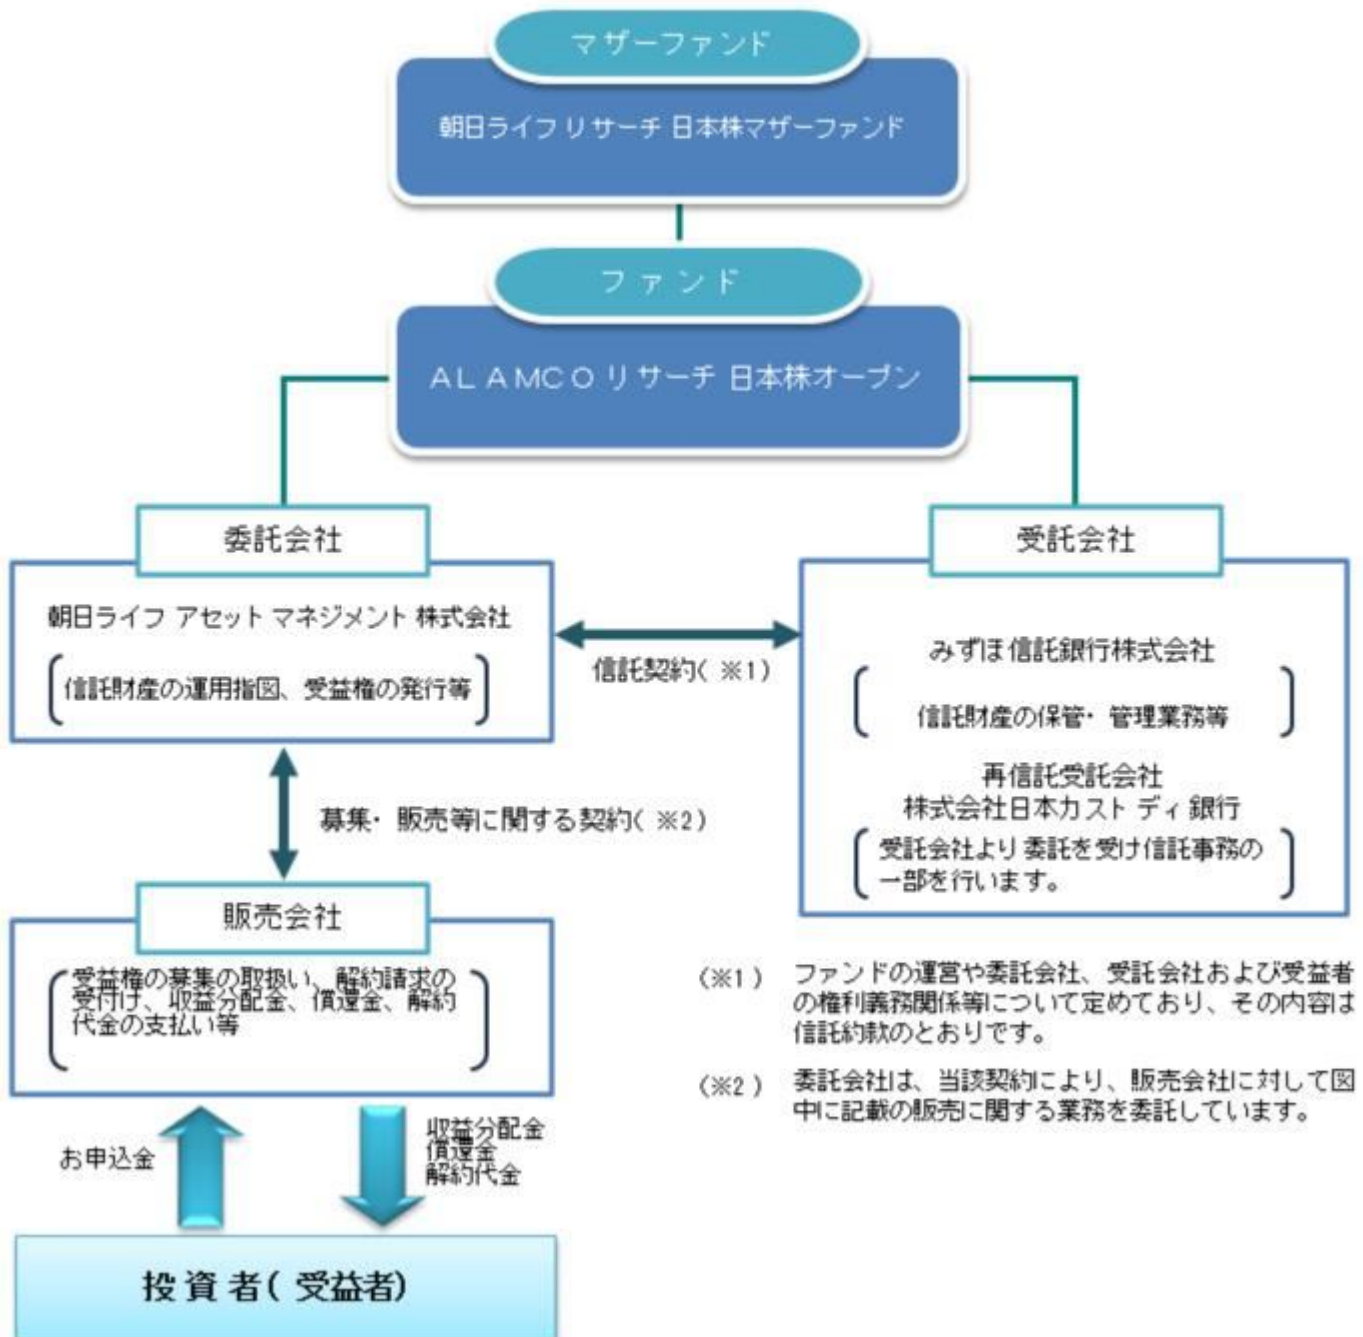 マザーファンド
朝日ライフ リサーチ 日本株マザーファンド
ファンド
ALAMCO リサーチ 日本株オープン
委託会社
朝日ライフ アセット マネジメント 株式会社
信託財産の運用指図、受益権の発行等
信託契約( ※1)
受託会社
みずほ信託銀行株式会社
信託財産の保管・管理業務等
再信託受託会社
株式会社日本カストディ銀行
受託会社より委託を受け信託事務の
一部を行います。
募集・販売等に関する契約( ※2)
販売会社
受益権の募集の取扱い、解約請求の
受付け、収益分配金、償還金、解約
代金の支払い等
(※1) ファンドの運営や委託会社、受託会社および受益者
の権利義務関係等について定めており、その内容は
信託約款のとおりです。
(※2) 委託会社は、当該契約により、販売会社に対して図
中に記載の販売に関する業務を委託しています。
お申込金
収益分配金
償還金
解約代金
投資者( 受益者)